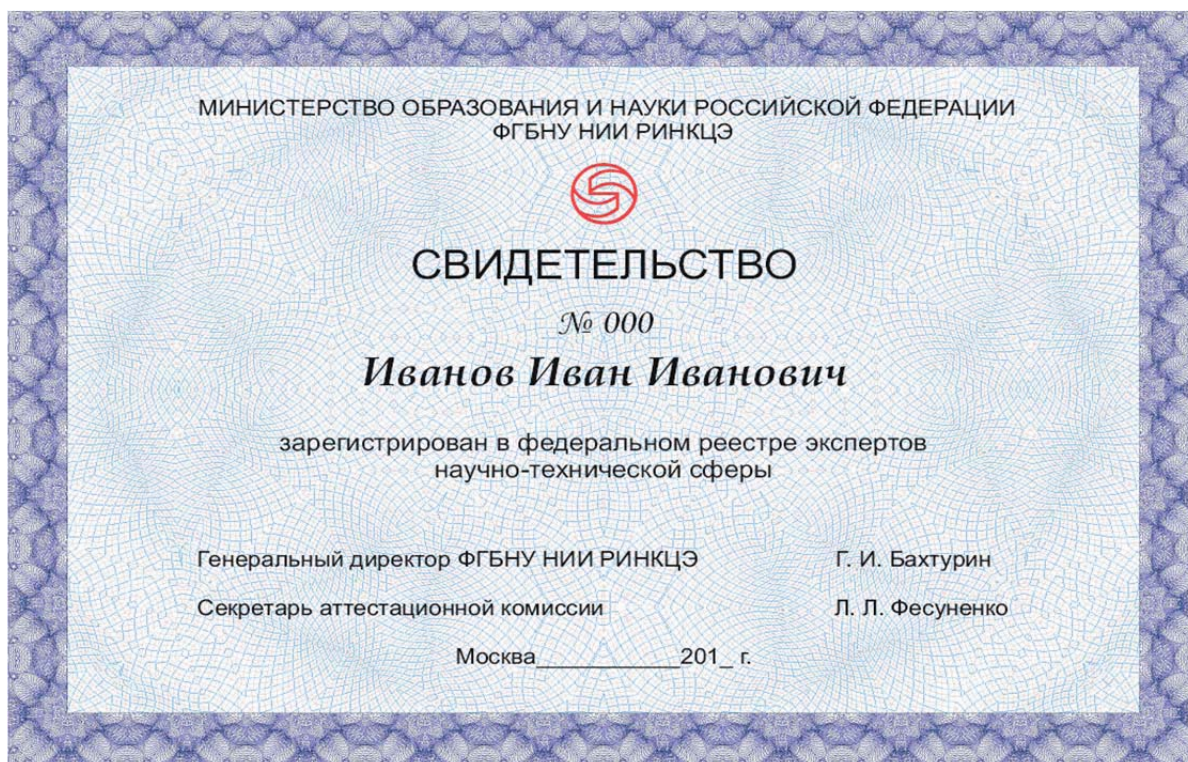 МИНИСТЕРСТВО ОБРАЗОВАНИЯ И НАУКИ РОССИЙСКОЙ ФЕДЕРАЦИИ
ФГБНУ НИИ РИНКЦЭ
СВИДЕТЕЛЬСТВО
№ 000
Иванов Иван Иванович
зарегистрирован в федеральном реестре экспертов
научно-технической сферы
Генеральный директор ФГБНУ НИИ РИНКЦЭ Г. И. Бахтурин
Секретарь аттестационной комиссии Л. Л. Фесуненко
Москва____________201_ г.